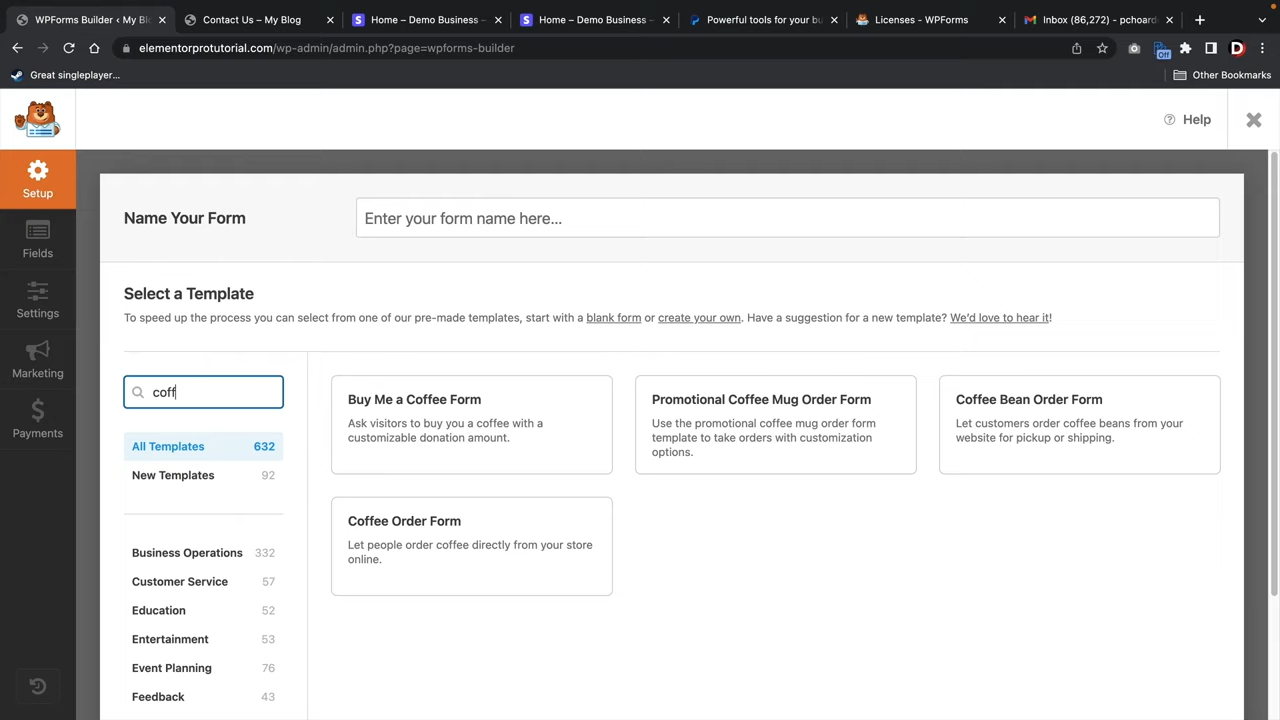 WPForms Builder ‹ My Bl
Contact Us – My Blog
Home – Demo Business -
Home – Demo Business -
Powerful tools for your bu
Licenses - WPForms
Inbox (86,272) - pchoard
elementorprotutorial.com/wp-admin/admin.php?page=wpforms-builder
Off
D
Great singleplayer...
Other Bookmarks
Help
Setup
Fields
Settings
Marketing
Payments
Name Your Form
Enter your form name here...
Select a Template
To speed up the process you can select from one of our pre-made templates, start with a blank form or create your own. Have a suggestion for a new template? We'd love to hear it!
coff
All Templates 632
New Templates 92
Business Operations 332
Customer Service 57
Education 52
Entertainment 53
Event Planning 76
Feedback 43
Buy Me a Coffee Form
Ask visitors to buy you a coffee with a
customizable donation amount.
Promotional Coffee Mug Order Form
Use the promotional coffee mug order form
template to take orders with customization
options.
Coffee Bean Order Form
Let customers order coffee beans from your
website for pickup or shipping.
Coffee Order Form
Let people order coffee directly from your store
online.